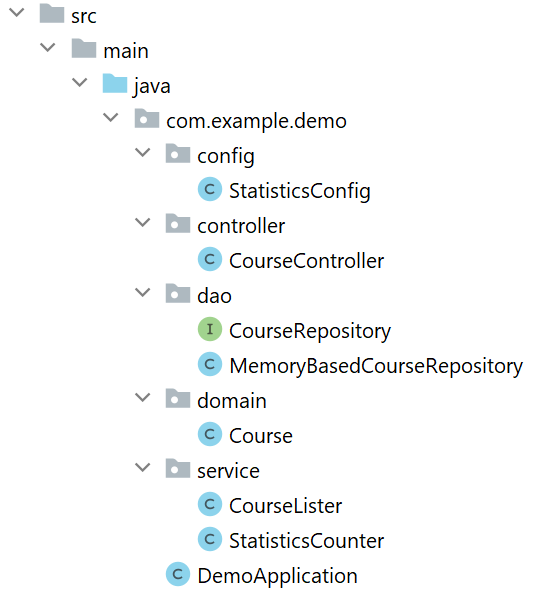 src
main
java
com.example.demo
config
C StatisticsConfig
controller
C CourseController
dao
I CourseRepository
C MemoryBasedCourseRepository
domain
C Course
service
C CourseLister
C StatisticsCounter
C DemoApplication